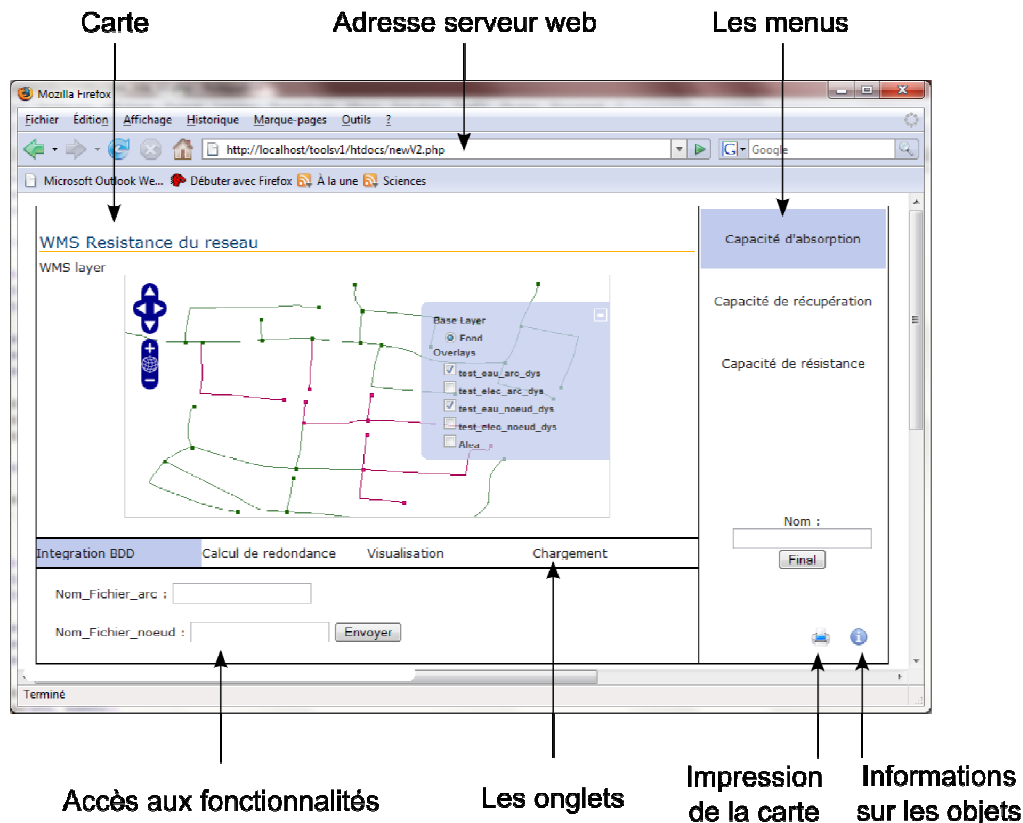 Carte
Adresse serveur web
Les menus
Mozilla Firefox
Fichier Édition Affichage Historique Marque-pages Outils ?
http://localhost/toolsv1/htdocs/newV2.php
Google
Microsoft Outlook We... Débuter avec Firefox À la une Sciences
WMS Resistance du reseau
WMS layer
Base Layer
Fond
Overlays
test_eau_arc_dys
test_elec_arc_dys
test_eau_noeud_dys
test_elec_noeud_dys
Alea
Capacité d'absorption
Capacité de récupération
Capacité de résistance
Nom :
Final
Integration BDD Calcul de redondance Visualisation Chargement
Nom_Fichier_arc :
Nom_Fichier_noeud : Envoyer
Terminé
Accès aux fonctionnalités
Les onglets
Impression
de la carte
Informations
sur les objets